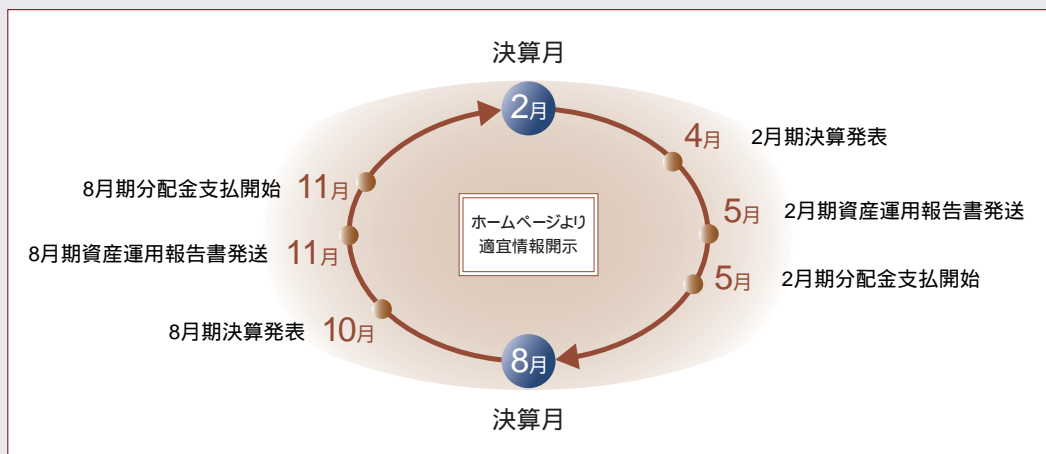 決算月
2月
4月 2月期決算発表
5月 2月期資産運用報告書発送
5月 2月期分配金支払開始
8月
決算月
8月期決算発表 10月
8月期資産運用報告書発送 11月
8月期分配金支払開始 11月
ホームページより
適宜情報開示